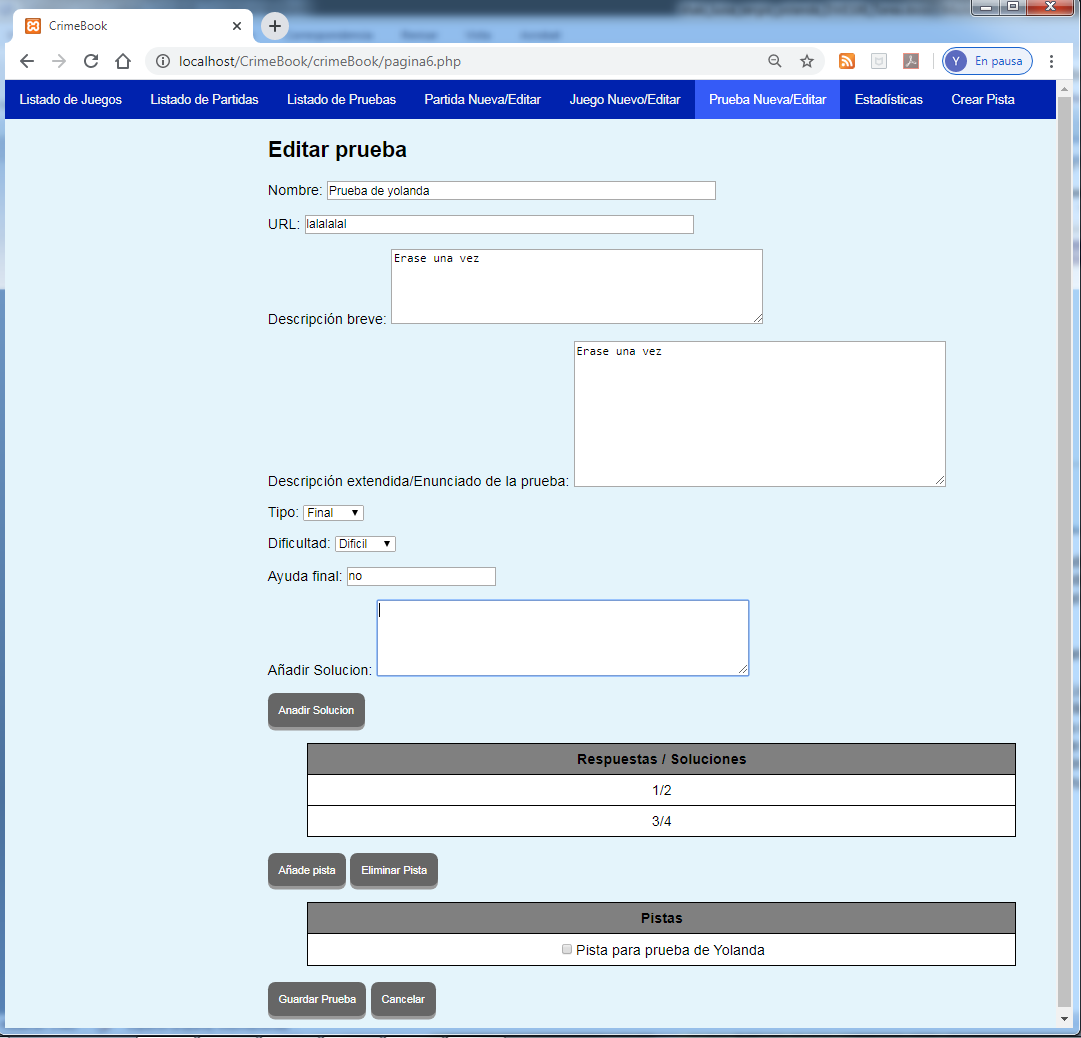 CrimeBook
localhost/CrimeBook/crimeBook/pagina6.php
Y En pausa
Listado de Juegos Listado de Partidas Listado de Pruebas Partida Nueva/Editar Juego Nuevo/Editar Prueba Nueva/Editar Estadísticas Crear Pista
Editar prueba
Nombre: Prueba de yolanda
URL: lalalalal
Descripción breve: Erase una vez
Descripción extendida/Enunciado de la prueba: Erase una vez
Tipo: Final
Dificultad: Dificil
Ayuda final: no
Añadir Solucion:
Anadir Solucion
Respuestas / Soluciones
1/2
3/4
Añade pista Eliminar Pista
Pistas
Pista para prueba de Yolanda
Guardar Prueba Cancelar